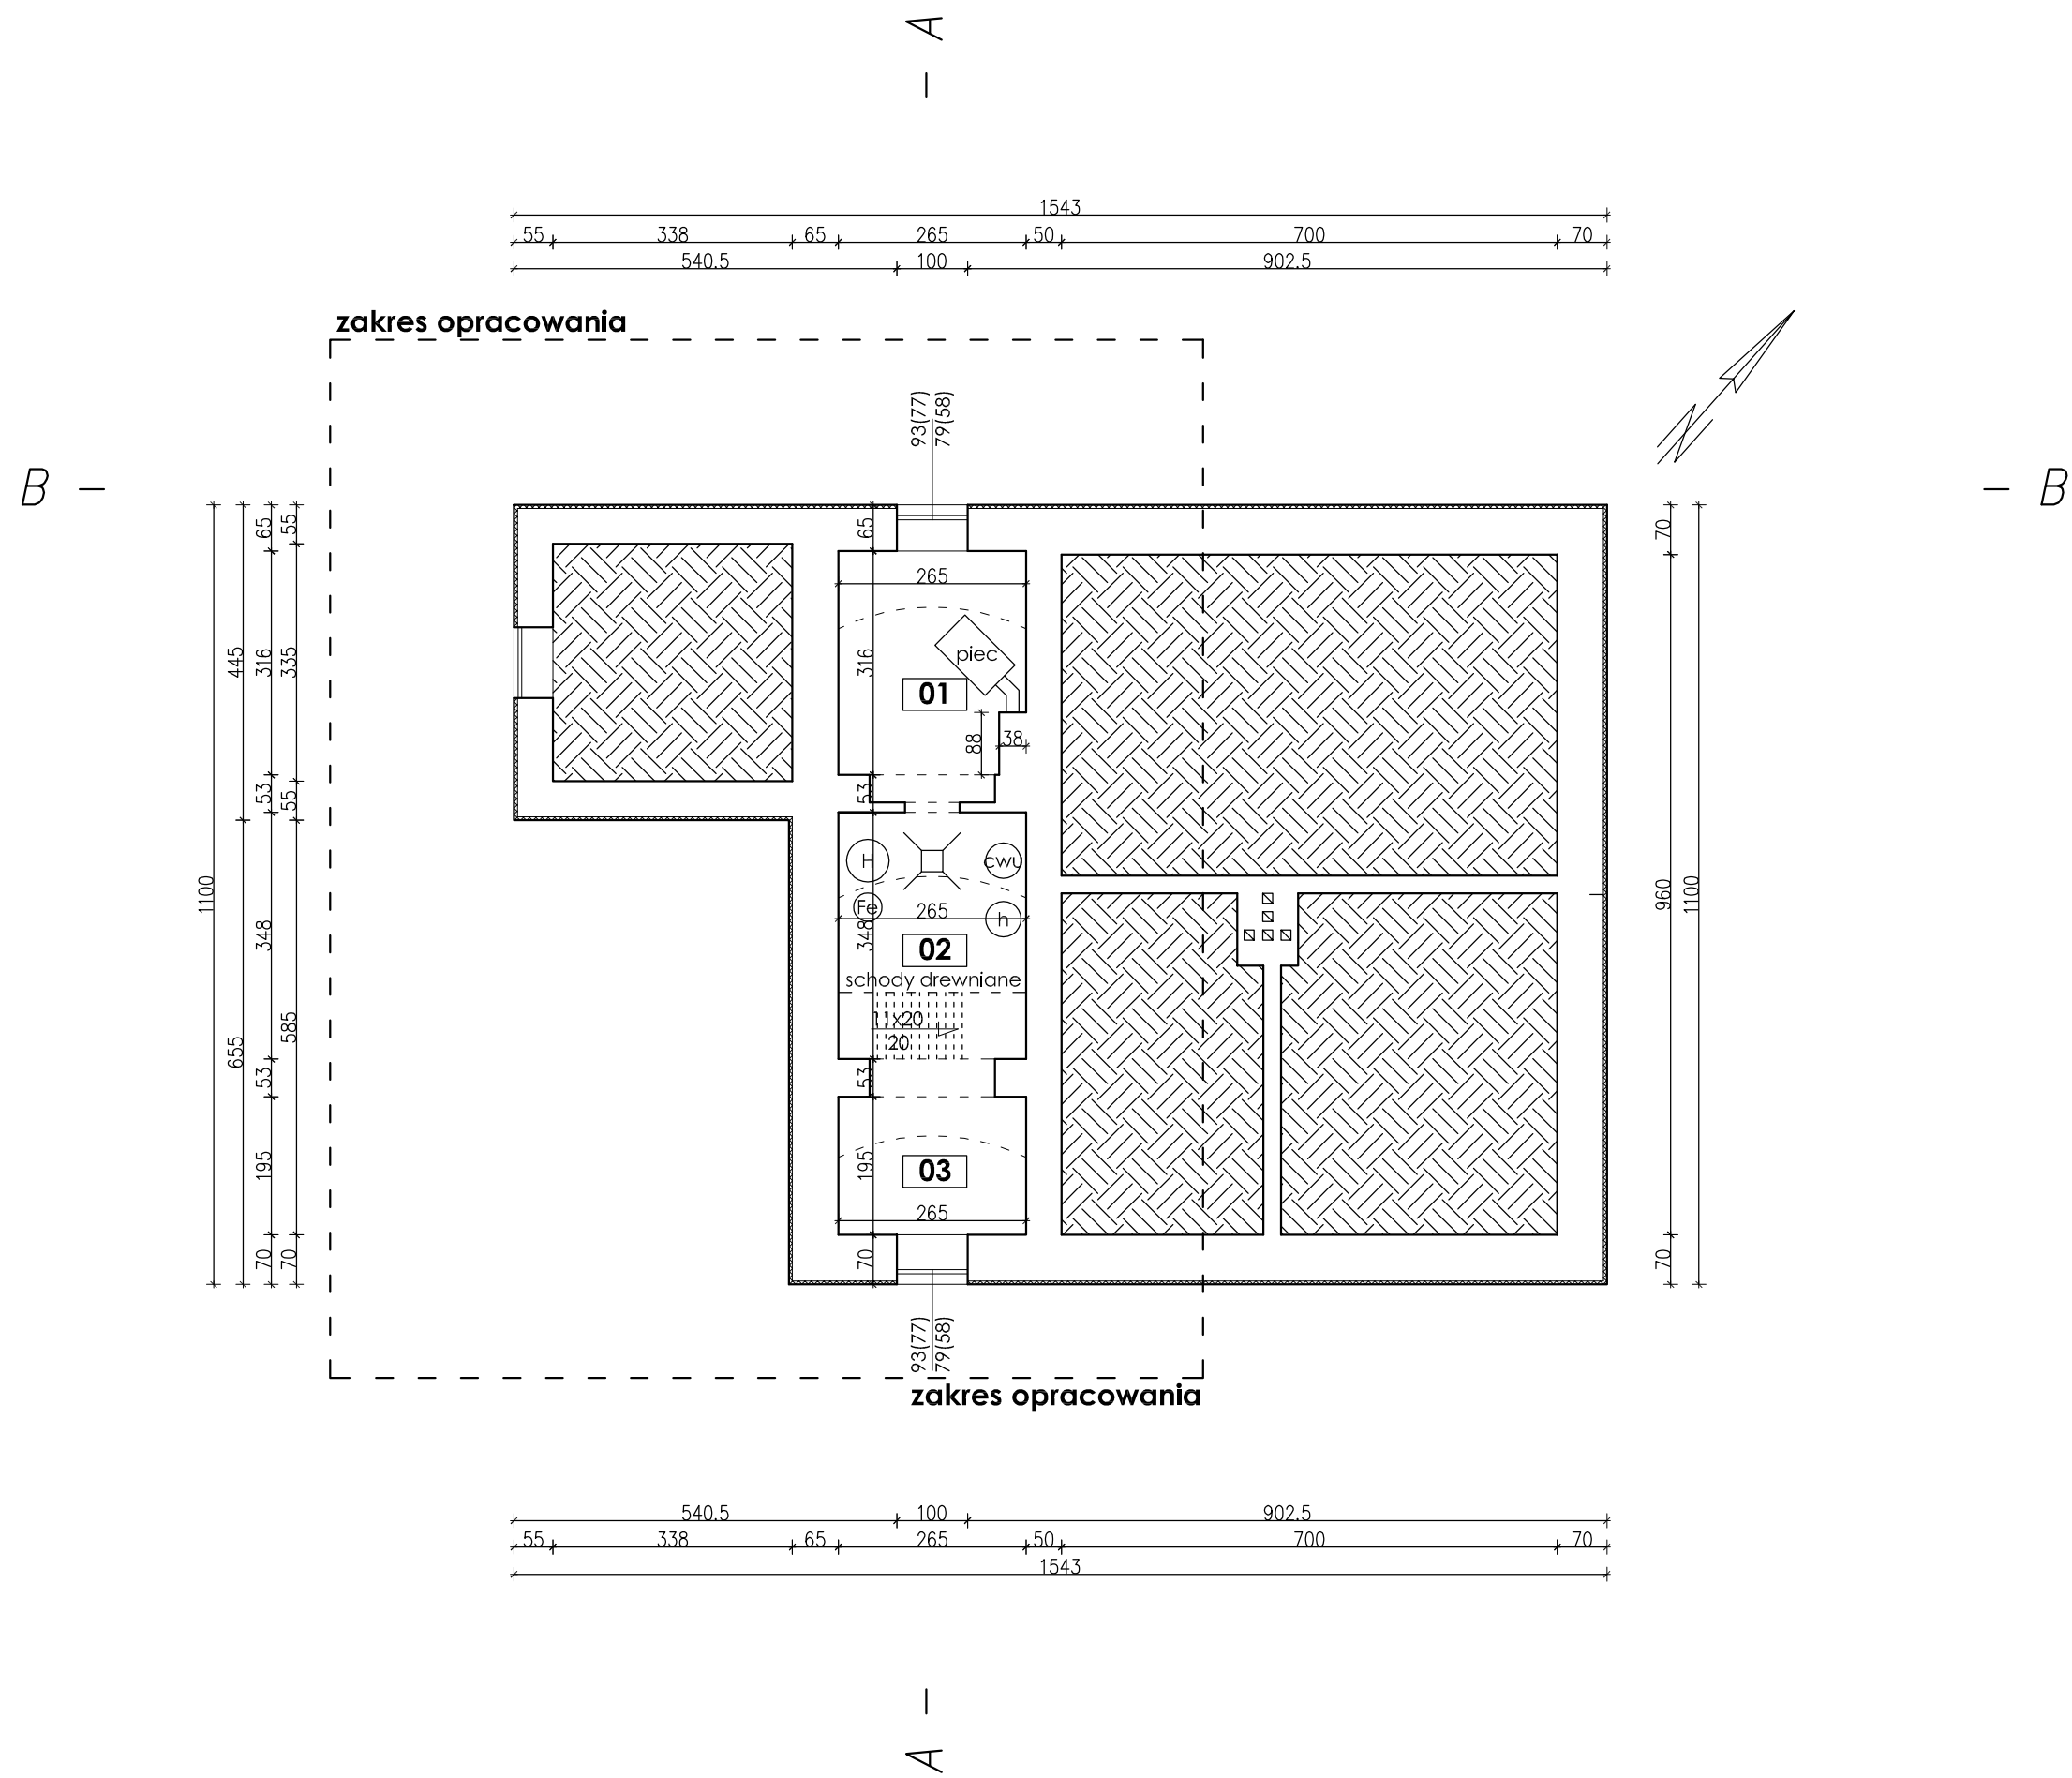 A
1543
55 338 65 265 50 700 70
540.5 100 902.5
zakres opracowania
93(77)
79(58)
B
B
N
1100
445
655
65
316
53
348
53
195
70
55
335
55
585
70
65
316
53
348
53
195
70
265
piec
01
88
38
H
cwu
Fe
h
265
02
schody drewniane
11x20
20
03
265
70
960
70
1100
93(77)
79(58)
zakres opracowania
540.5 100 902.5
55 338 65 265 50 700 70
1543
A